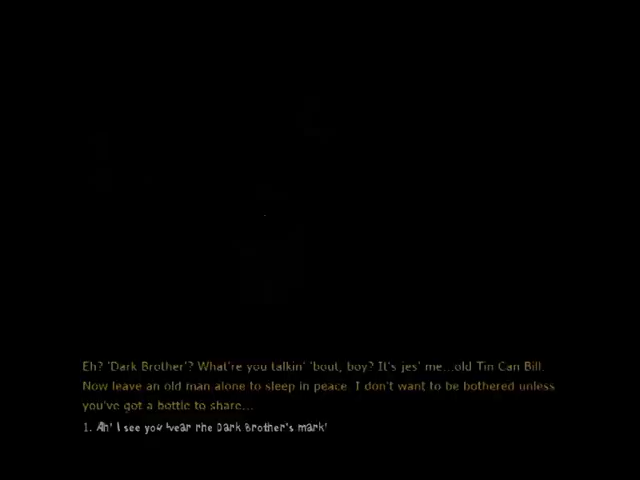 Eh? 'Dark Brother'? What're you talkin' 'bout, boy? It's jes' me...old Tin Can Bill.
Now leave an old man alone to sleep in peace. I don't want to be bothered unless
you've got a bottle to share...
1. Ah! I see you wear the Dark Brother's mark!